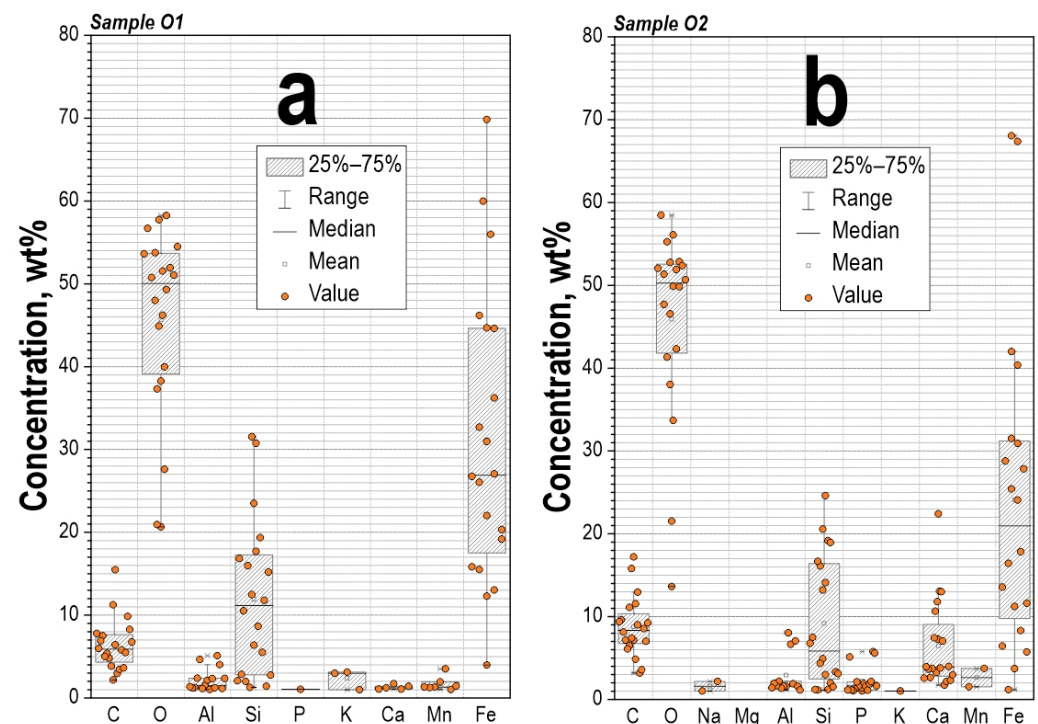 Sample O1
a
Concentration, wt%
80
70
60
50
40
30
20
10
0
25%–75%
Range
Median
Mean
Value
C O Al Si P K Ca Mn Fe
Sample O2
b
Concentration, wt%
80
70
60
50
40
30
20
10
0
25%–75%
Range
Median
Mean
Value
C O Na Mg Al Si P K Ca Mn Fe